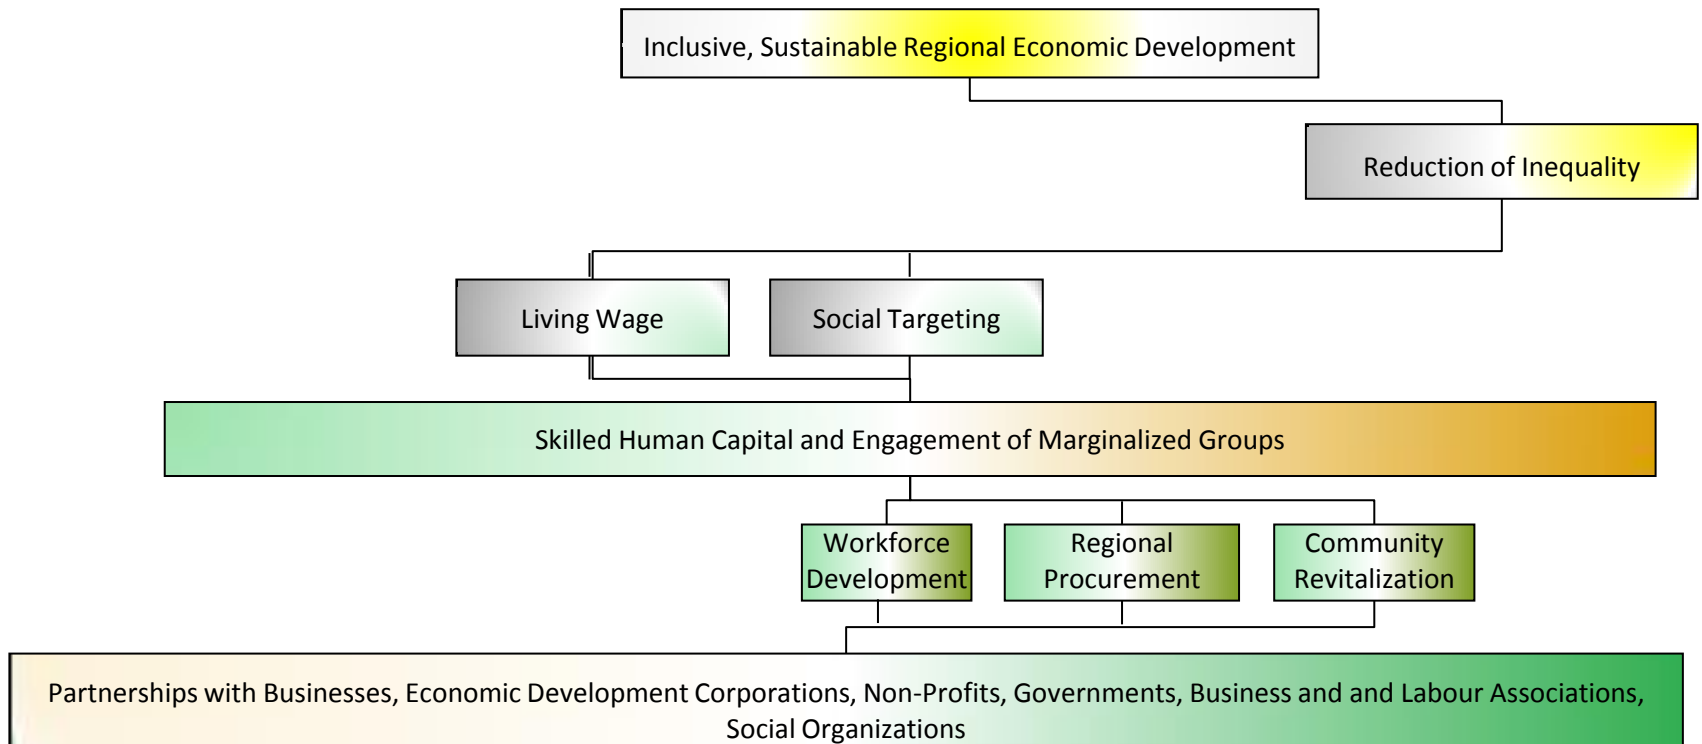 Inclusive, Sustainable Regional Economic Development
Reduction of Inequality
Living Wage
Social Targeting
Skilled Human Capital and Engagement of Marginalized Groups
Workforce
Development
Regional
Procurement
Community
Revitalization
Partnerships with Businesses, Economic Development Corporations, Non-Profits, Governments, Business and and Labour Associations,
Social Organizations